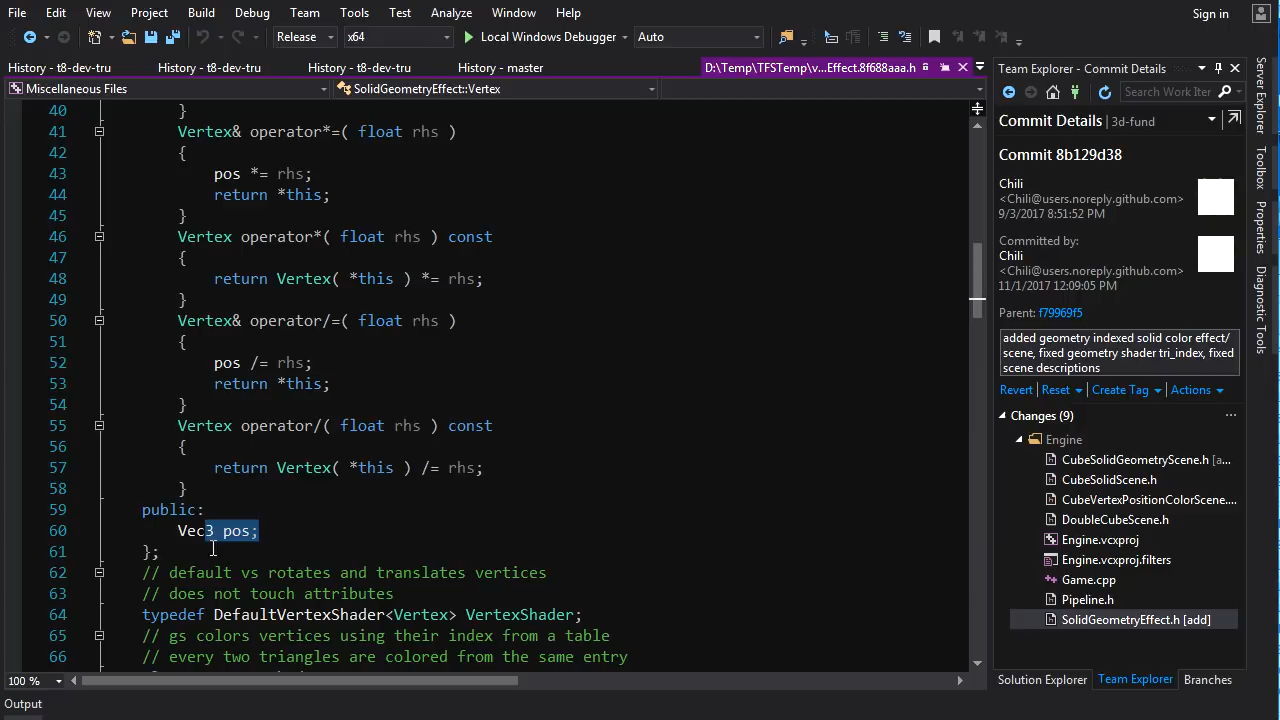 File Edit View Project Build Debug Team Tools Test Analyze Window Help Sign in
Release x64 Local Windows Debugger Auto
History - t8-dev-tru History - t8-dev-tru History - t8-dev-tru History - master D:\Temp\TFSTemp\v...Effect.8f688aaa.h
Miscellaneous Files SolidGeometryEffect::Vertex
40 }
41 Vertex& operator*=( float rhs )
42 {
43 pos *= rhs;
44 return *this;
45 }
46 Vertex operator*( float rhs ) const
47 {
48 return Vertex( *this ) *= rhs;
49 }
50 Vertex& operator/=( float rhs )
51 {
52 pos /= rhs;
53 return *this;
54 }
55 Vertex operator/( float rhs ) const
56 {
57 return Vertex( *this ) /= rhs;
58 }
59 public:
60 Vec3 pos;
61 };
62 // default vs rotates and translates vertices
63 // does not touch attributes
64 typedef DefaultVertexShader<Vertex> VertexShader;
65 // gs colors vertices using their index from a table
66 // every two triangles are colored from the same entry
100 %
Output
Team Explorer - Commit Details
Search Work Iter
Commit Details | 3d-fund
Commit 8b129d38
Chili
<Chili@users.noreply.github.com>
9/3/2017 8:51:52 PM
Committed by:
Chili
<Chili@users.noreply.github.com>
11/1/2017 12:09:05 PM
Parent: f79969f5
added geometry indexed solid color effect/
scene, fixed geometry shader tri_index, fixed
scene descriptions
Revert Reset Create Tag Actions
Changes (9) ...
Engine
CubeSolidGeometryScene.h [a...
CubeSolidScene.h
CubeVertexPositionColorScene....
DoubleCubeScene.h
Engine.vcxproj
Engine.vcxproj.filters
Game.cpp
Pipeline.h
SolidGeometryEffect.h [add]
Solution Explorer Team Explorer Branches
Server Explorer
Toolbox
Properties
Diagnostic Tools